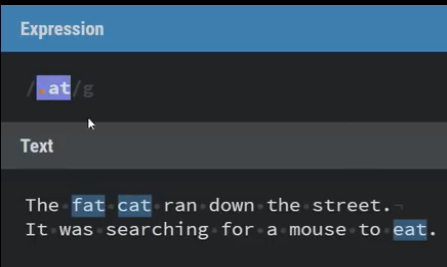 Expression
/.at/g
Text
The fat cat ran down the street.
It was searching for a mouse to eat.